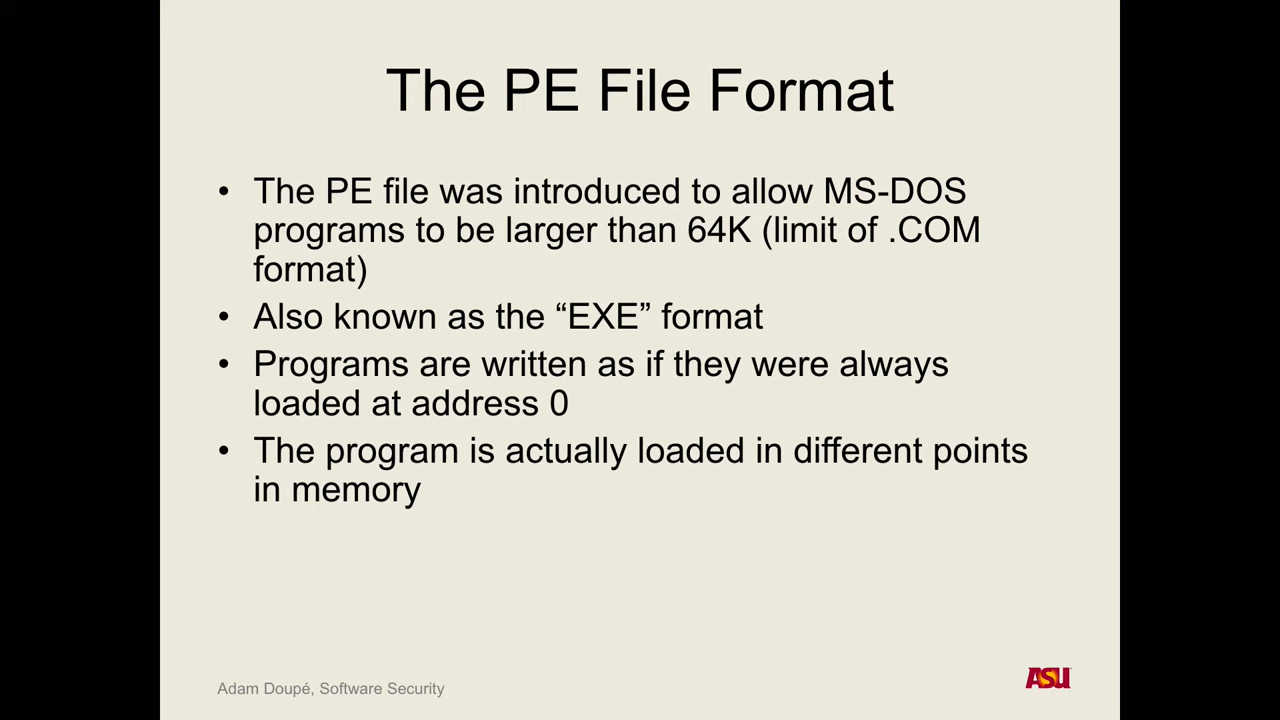 The PE File Format
• The PE file was introduced to allow MS-DOS
programs to be larger than 64K (limit of .COM
format)
• Also known as the “EXE” format
• Programs are written as if they were always
loaded at address 0
• The program is actually loaded in different points
in memory
Adam Doupé, Software Security
ASU